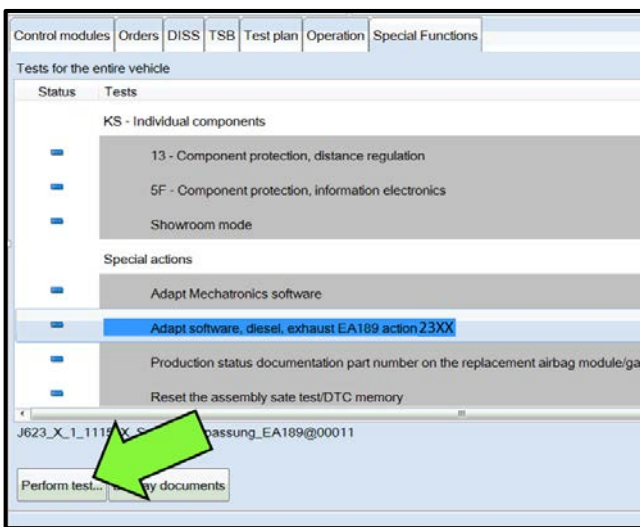 Control modules Orders DISS TSB Test plan Operation Special Functions
Tests for the entire vehicle
Status Tests
KS - Individual components
13 - Component protection, distance regulation
5F - Component protection, information electronics
Showroom mode
Special actions
Adapt Mechatronics software
Adapt software, diesel, exhaust EA189 action 23XX
Production status documentation part number on the replacement airbag module/ga
Reset the assembly sate test/DTC memory
J623_X_1_1115 passung_EA189@00011
Perform test... documents